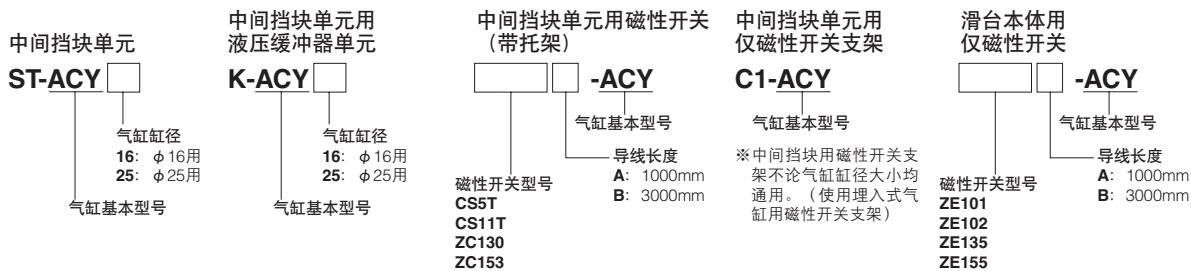 中间挡块单元
ST-ACY
气缸缸径
16： φ16用
25： φ25用
气缸基本型号
中间挡块单元用
液压缓冲器单元
K-ACY
气缸缸径
16： φ16用
25： φ25用
气缸基本型号
中间挡块单元用磁性开关
（带托架）
-ACY
气缸基本型号
导线长度
A： 1000mm
B： 3000mm
磁性开关型号
CS5T
CS11T
ZC130
ZC153
中间挡块单元用
仅磁性开关支架
C1-ACY
气缸基本型号
※中间挡块用磁性开关支
架不论气缸缸径大小均
通用。（使用埋入式气
缸用磁性开关支架）
滑台本体用
仅磁性开关
-ACY
气缸基本型号
导线长度
A： 1000mm
B： 3000mm
磁性开关型号
ZE101
ZE102
ZE135
ZE155